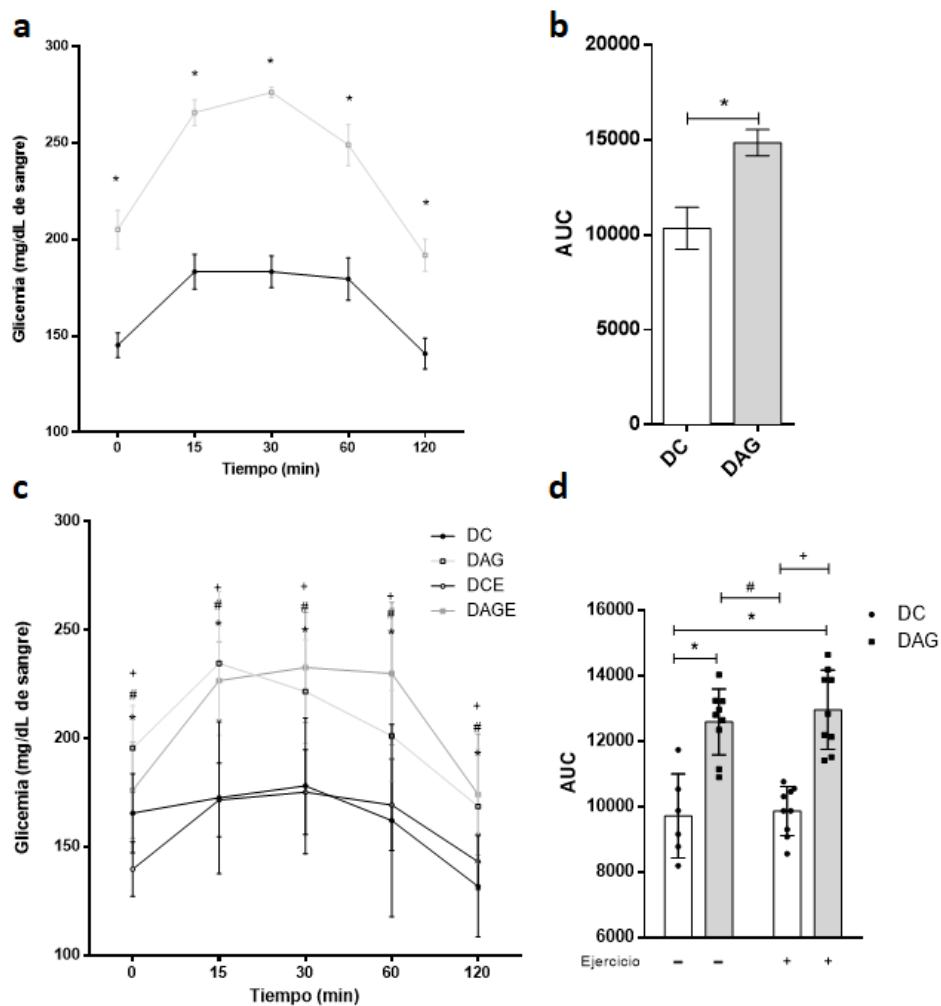 a
300
250
200
150
100
Glicemia (mg/dL de sangre)
*
*
*
*
*
0
15
30
60
120
Tiempo (min)
b
20000
15000
10000
5000
0
AUC
*
DC
DAG
c
300
250
200
150
100
Glicemia (mg/dL de sangre)
DC
DAG
DCE
DAGE
+
#
*
+
#
*
+
#
*
+
#
*
+
#
*
0
15
30
60
120
Tiempo (min)
d
16000
14000
12000
10000
8000
6000
AUC
+
#
*
*
DC
DAG
Ejercicio
– – + +